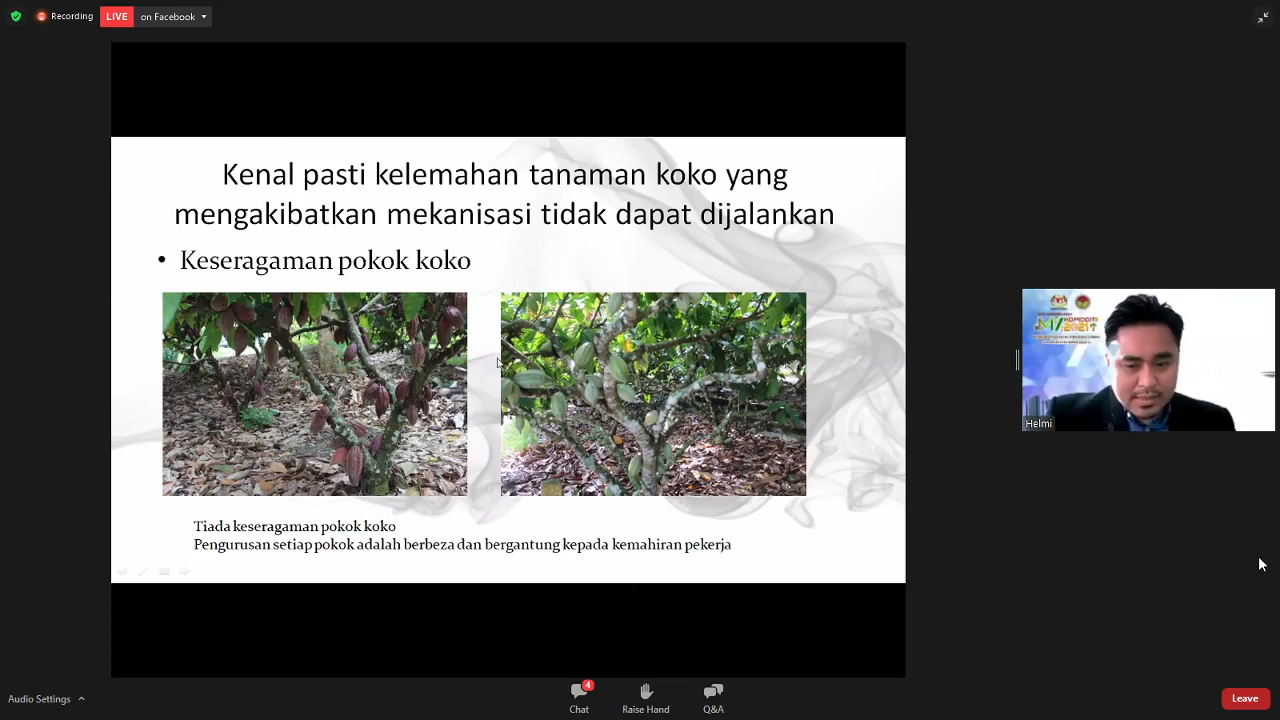 Recording
LIVE
on Facebook
Kenal pasti kelemahan tanaman koko yang
mengakibatkan mekanisasi tidak dapat dijalankan
• Keseragaman pokok koko
Tiada keseragaman pokok koko
Pengurusan setiap pokok adalah berbeza dan bergantung kepada kemahiran pekerja
MY KOMODITI
2021
Helmi
Audio Settings
4
Chat
Raise Hand
Q&A
Leave